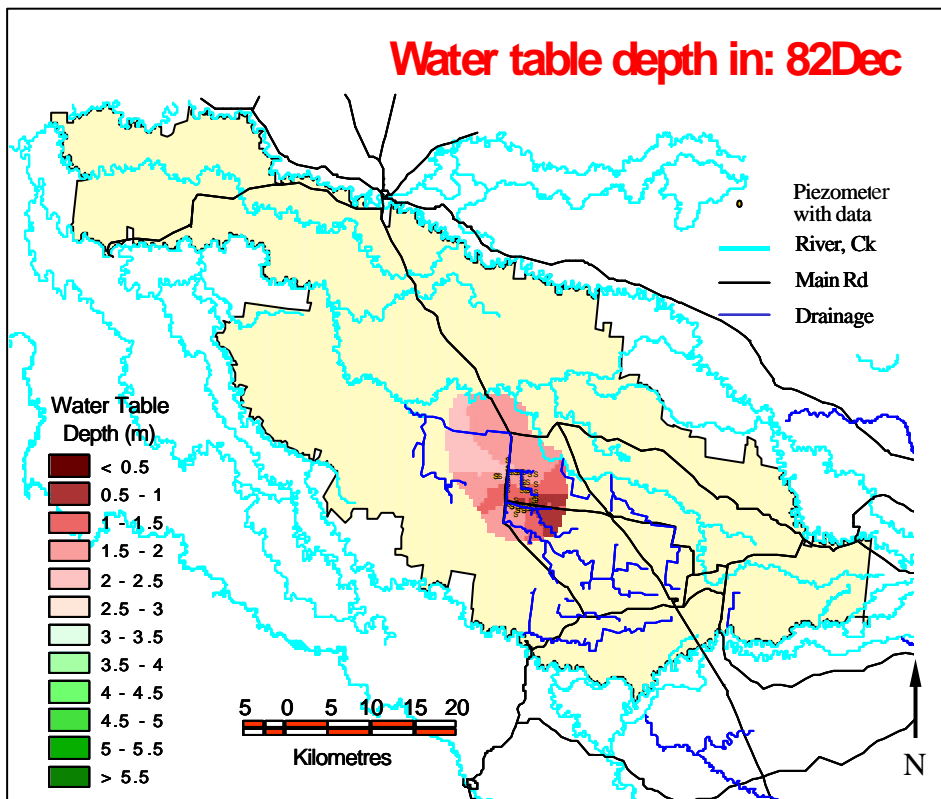 Water table depth in: 82Dec
Piezometer
with data
River, Ck
Main Rd
Drainage
Water Table
Depth (m)
< 0.5
0.5 - 1
1 - 1.5
1.5 - 2
2 - 2.5
2.5 - 3
3 - 3.5
3.5 - 4
4 - 4.5
4.5 - 5
5 - 5.5
> 5.5
5 0 5 10 15 20
Kilometres
N